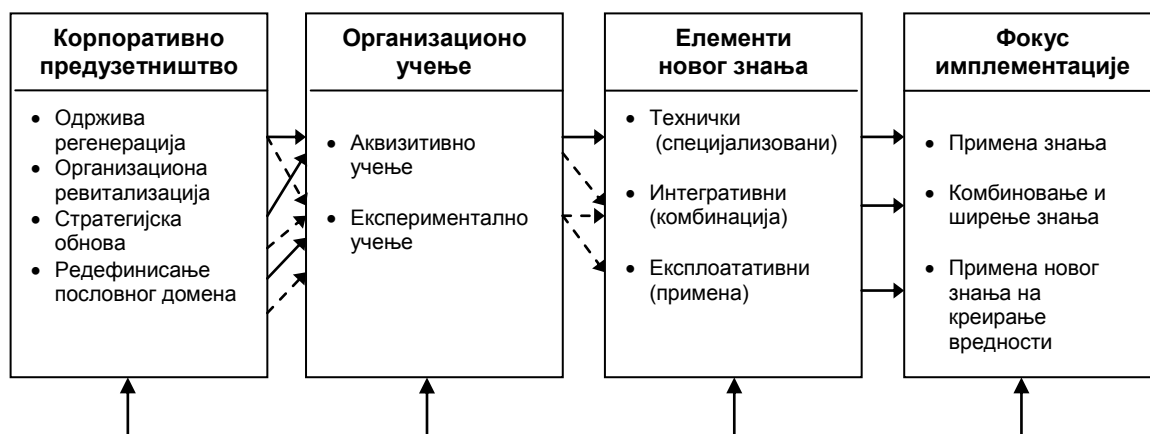 Корпоративно
предузетништво
• Одржива
регенерација
• Организациона
ревитализација
• Стратегијска
обнова
• Редефинисање
пословног домена
Организационо
учење
• Аквизитивно
учење
• Експериментално
учење
Елементи
новог знања
• Технички
(специјализовани)
• Интегративни
(комбинација)
• Експлоатативни
(примена)
Фокус
имплементације
• Примена знања
• Комбиновање и
ширење знања
• Примена новог
знања на
креирање
вредности